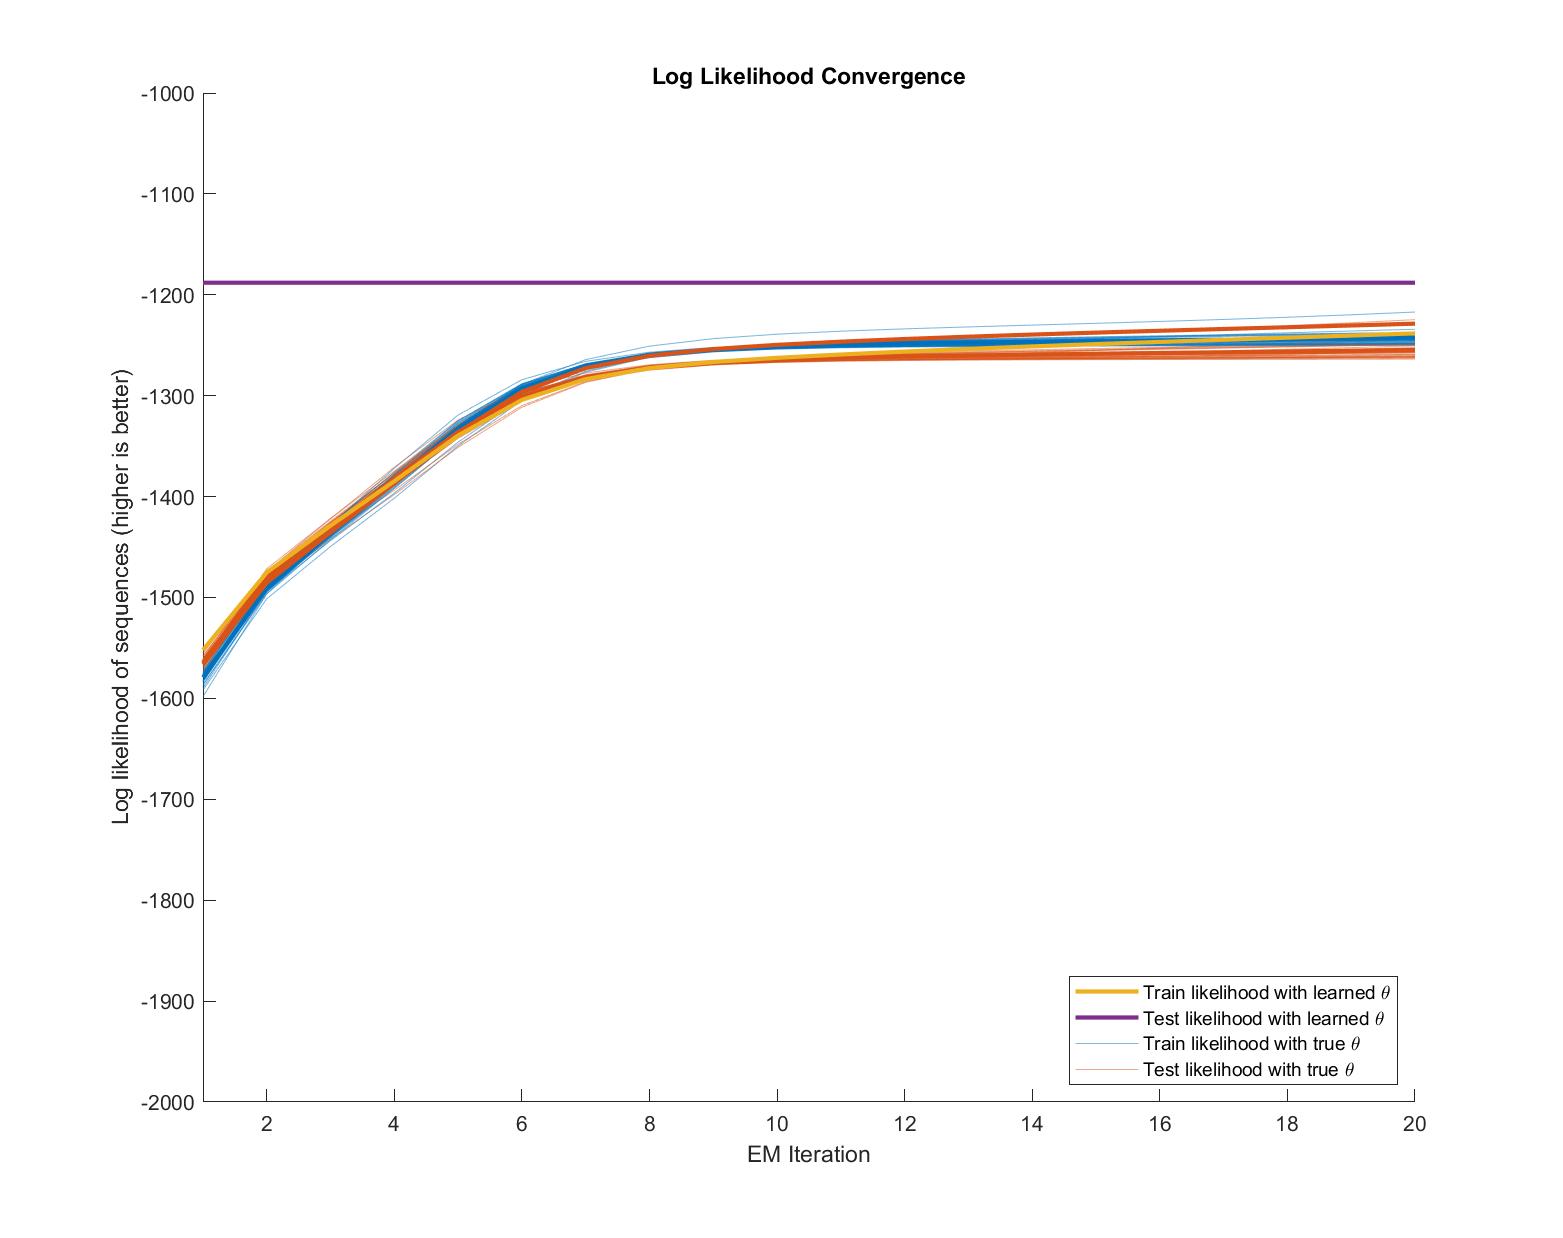 Log Likelihood Convergence
-1000
-1100
-1200
-1300
-1400
-1500
-1600
-1700
-1800
-1900
-2000
Log likelihood of sequences (higher is better)
2 4 6 8 10 12 14 16 18 20
EM Iteration
Train likelihood with learned θ
Test likelihood with learned θ
Train likelihood with true θ
Test likelihood with true θ